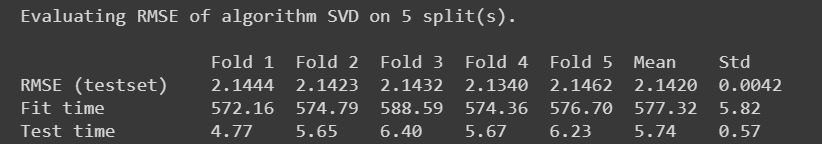 Evaluating RMSE of algorithm SVD on 5 split(s).
Fold 1 Fold 2 Fold 3 Fold 4 Fold 5 Mean Std
RMSE (testset) 2.1444 2.1423 2.1432 2.1340 2.1462 2.1420 0.0042
Fit time 572.16 574.79 588.59 574.36 576.70 577.32 5.82
Test time 4.77 5.65 6.40 5.67 6.23 5.74 0.57